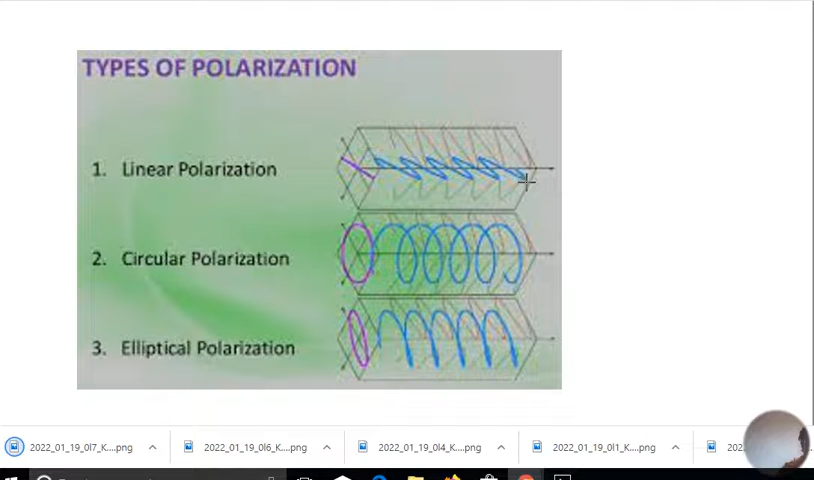 TYPES OF POLARIZATION
1. Linear Polarization
2. Circular Polarization
3. Elliptical Polarization
2022_01_19_0l7_K....png
2022_01_19_0l6_K....png
2022_01_19_0l4_K....png
2022_01_19_0l1_K....png